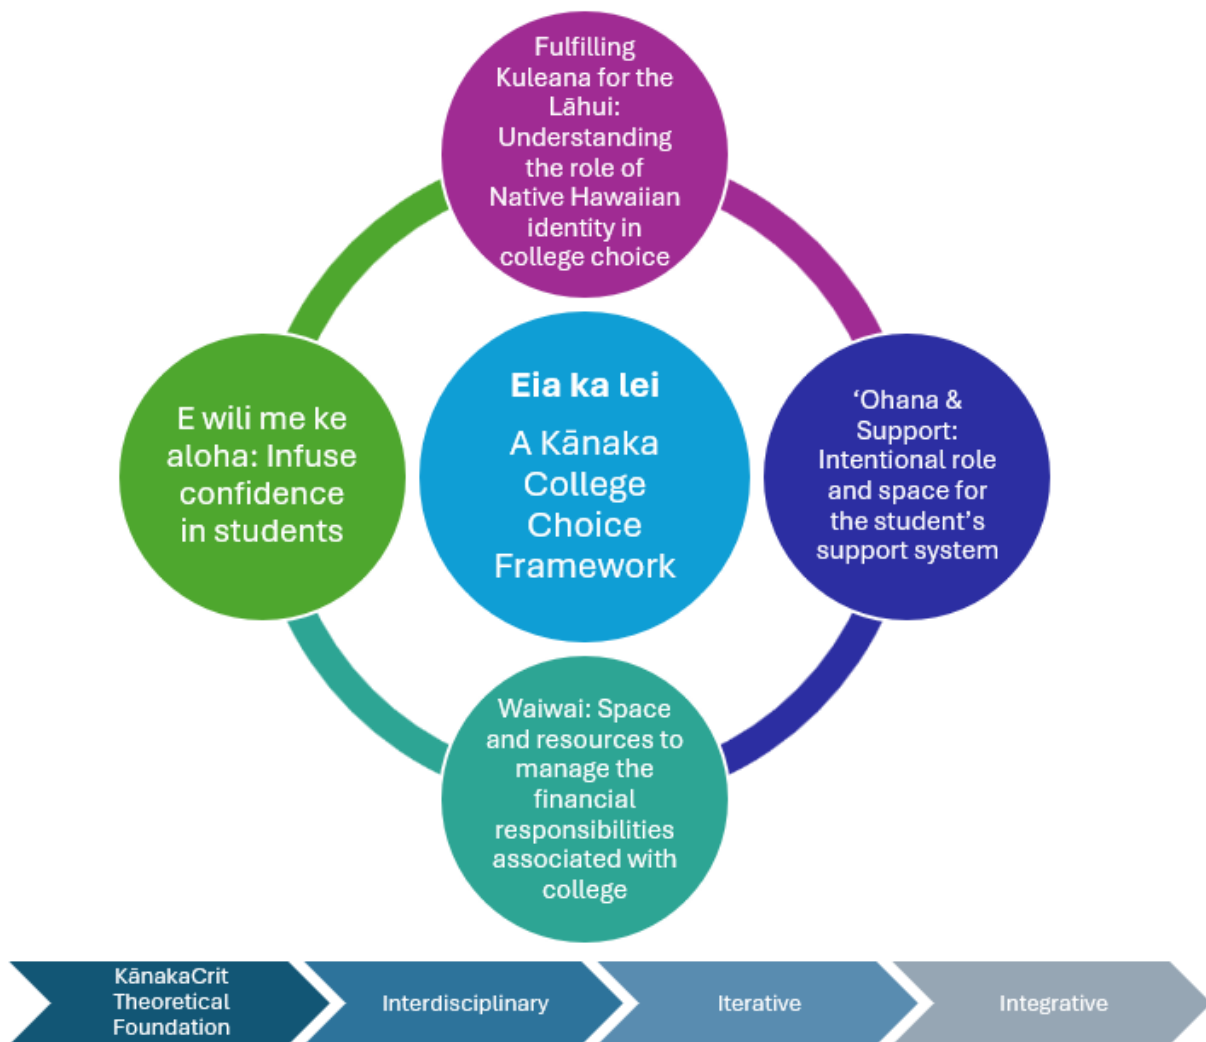 Fulfilling
Kuleana for the
Lāhui:
Understanding
the role of
Native Hawaiian
identity in
college choice
E wili me ke
aloha: Infuse
confidence
in students
Eia ka lei
A Kānaka
College
Choice
Framework
‘Ohana &
Support:
Intentional role
and space for
the student’s
support system
Waiwai: Space
and resources to
manage the
financial
responsibilities
associated with
college
KānakaCrit
Theoretical
Foundation
Interdisciplinary
Iterative
Integrative